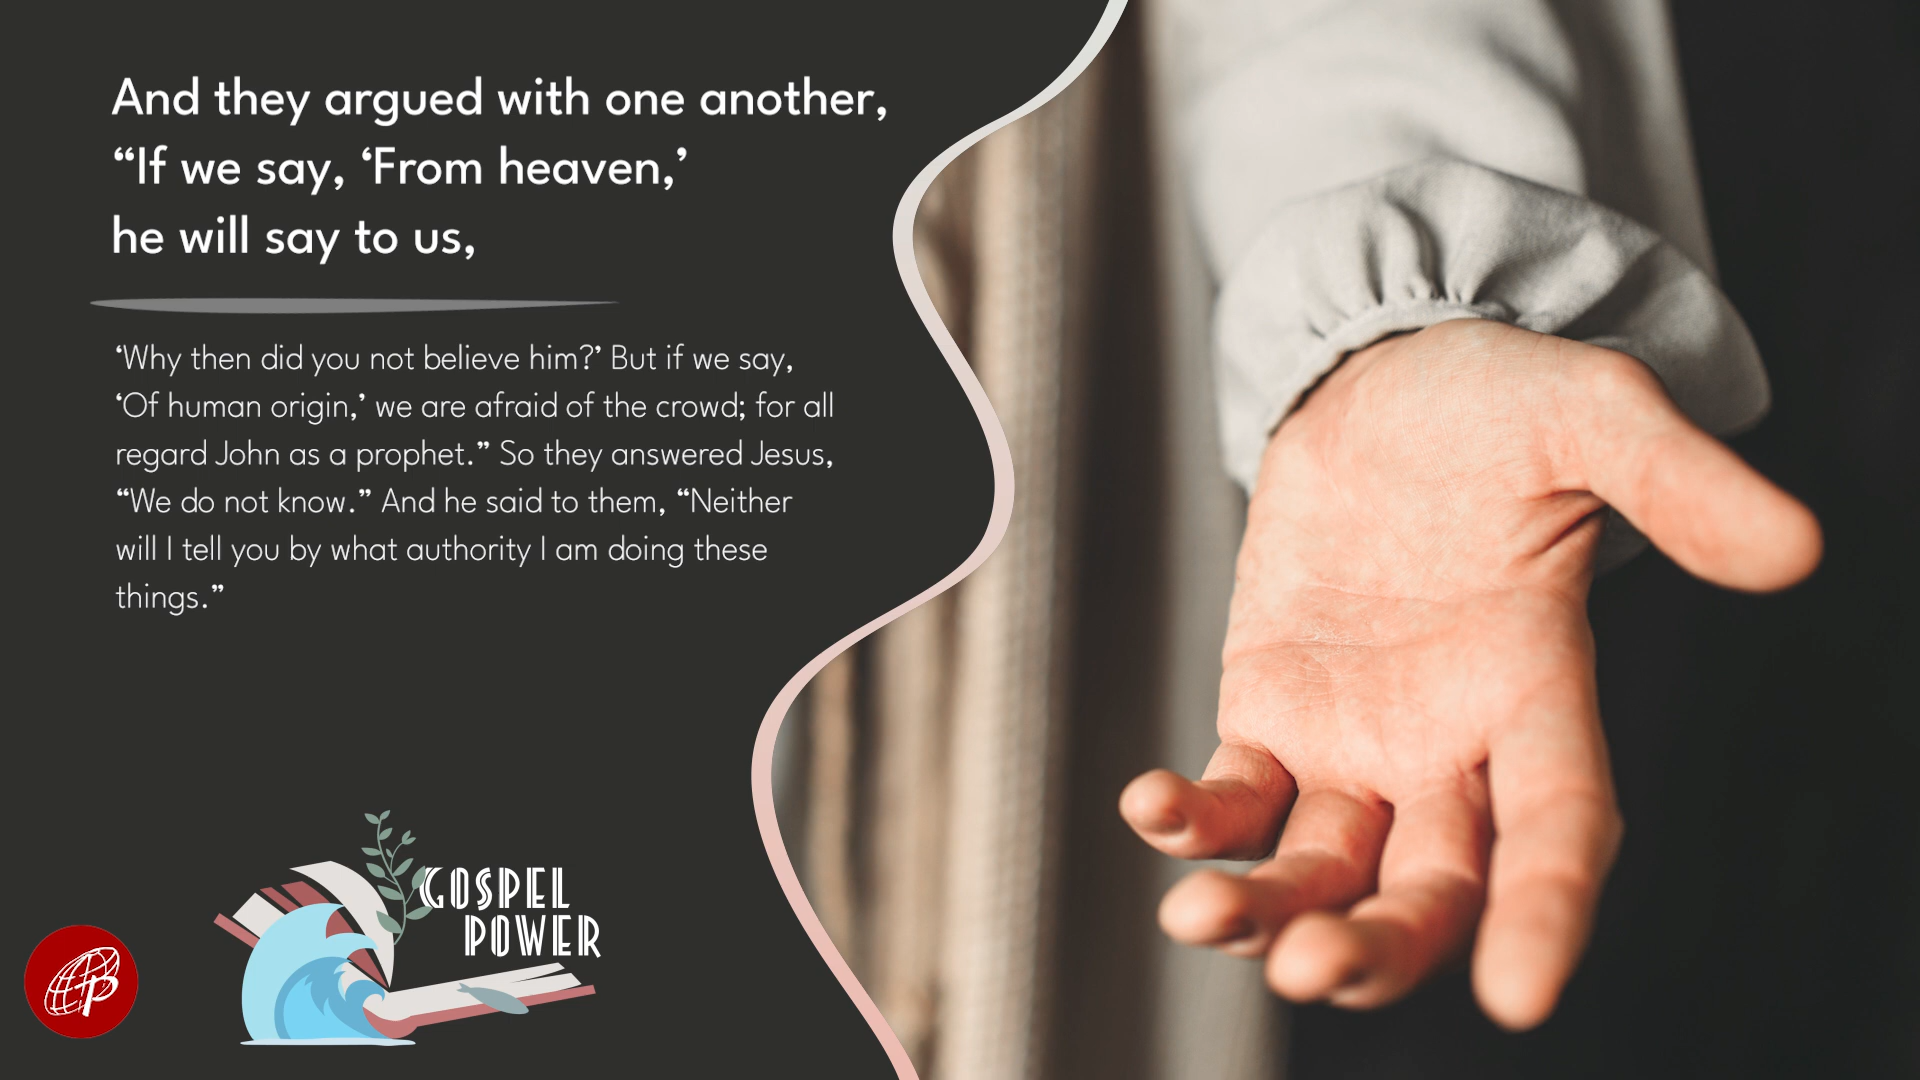 And they argued with one another,
“If we say, ‘From heaven,’
he will say to us,
‘Why then did you not believe him?’ But if we say,
‘Of human origin,’ we are afraid of the crowd; for all
regard John as a prophet.” So they answered Jesus,
“We do not know.” And he said to them, “Neither
will I tell you by what authority I am doing these
things.”
GOSPEL
POWER